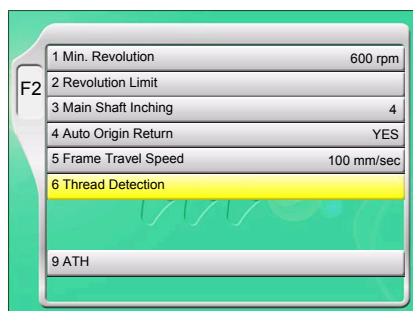 F2
1 Min. Revolution 600 rpm
2 Revolution Limit
3 Main Shaft Inching 4
4 Auto Origin Return YES
5 Frame Travel Speed 100 mm/sec
6 Thread Detection
9 ATH